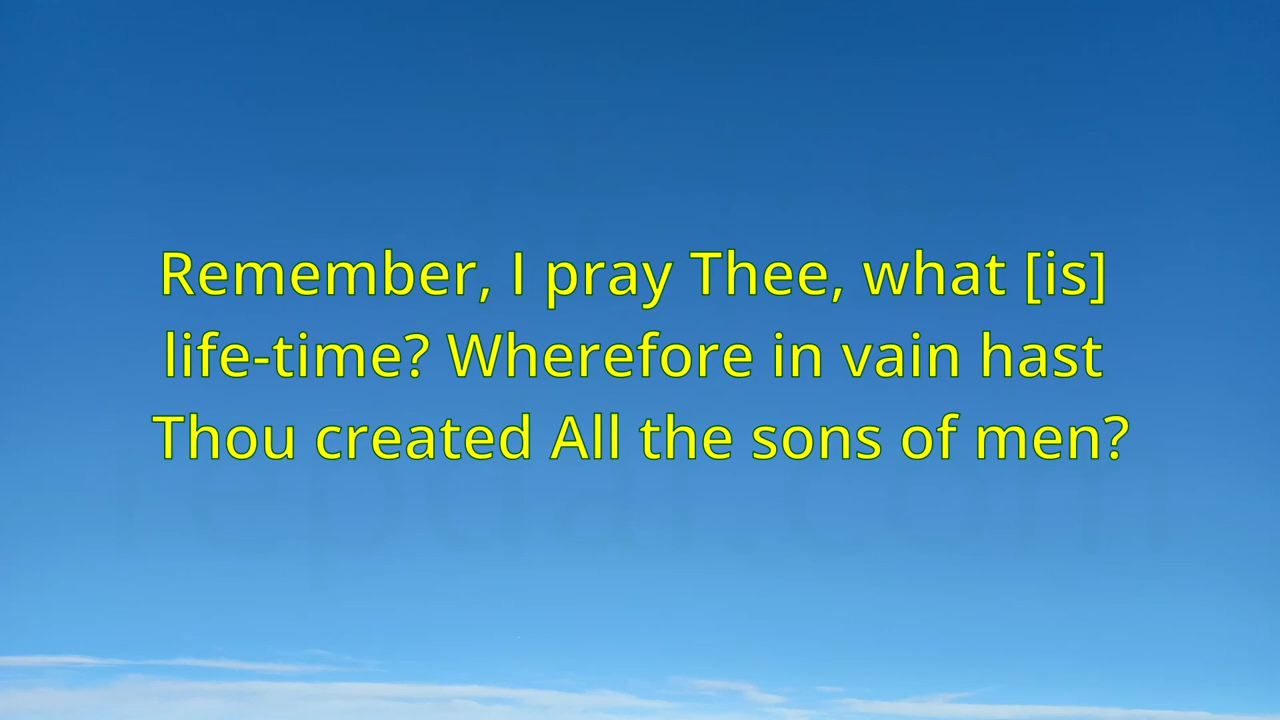 Remember, I pray Thee, what [is]
life-time? Wherefore in vain hast
Thou created All the sons of men?